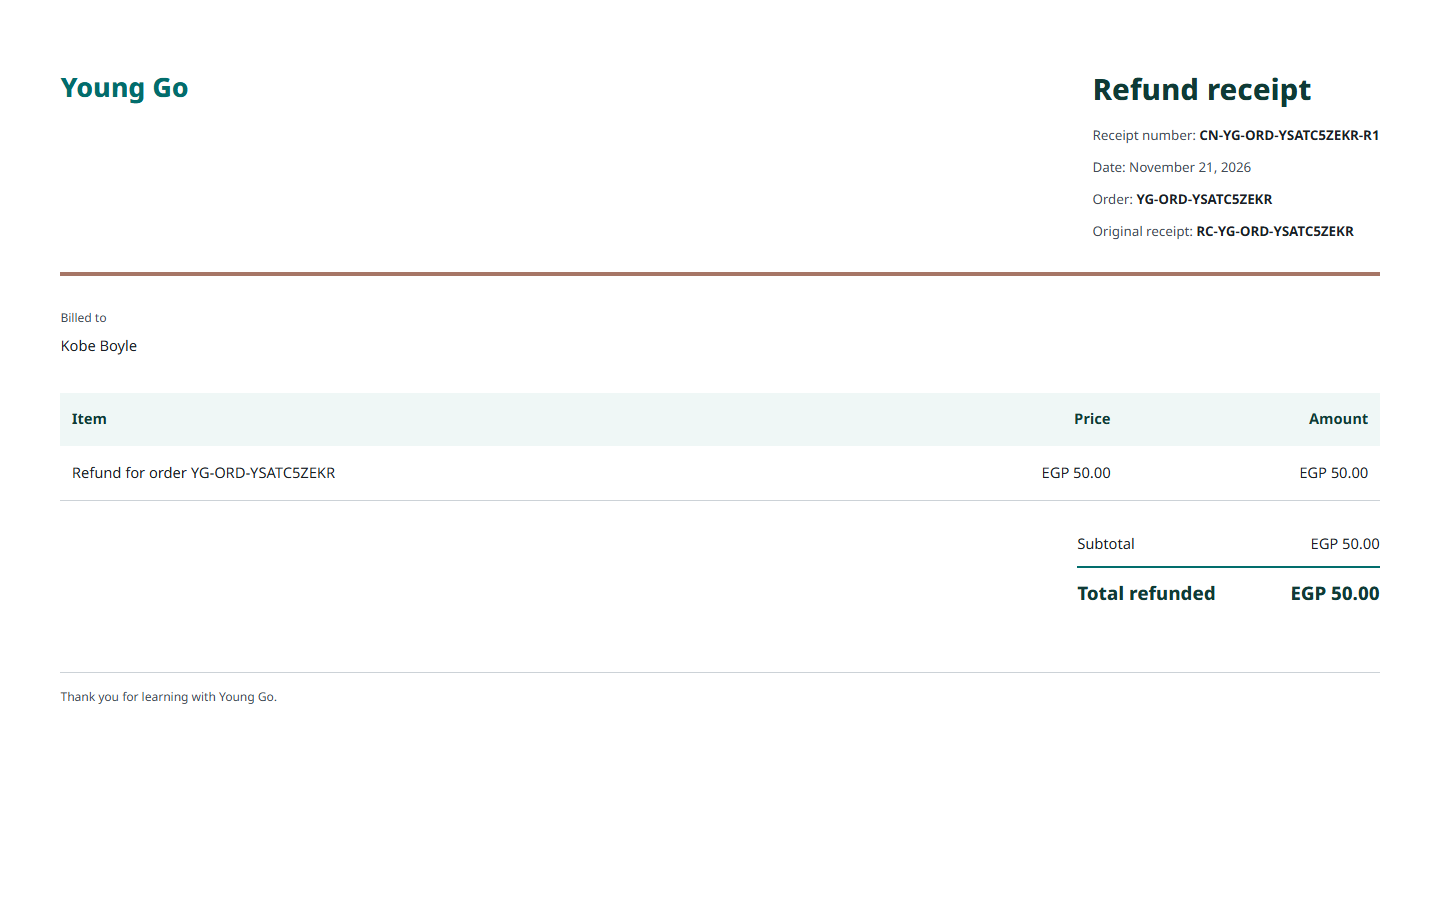 Young Go
Refund receipt
Receipt number: CN-YG-ORD-YSATC5ZEKR-R1
Date: November 21, 2026
Order: YG-ORD-YSATC5ZEKR
Original receipt: RC-YG-ORD-YSATC5ZEKR
Billed to
Kobe Boyle
Item Price Amount
Refund for order YG-ORD-YSATC5ZEKR EGP 50.00 EGP 50.00
Subtotal EGP 50.00
Total refunded EGP 50.00
Thank you for learning with Young Go.